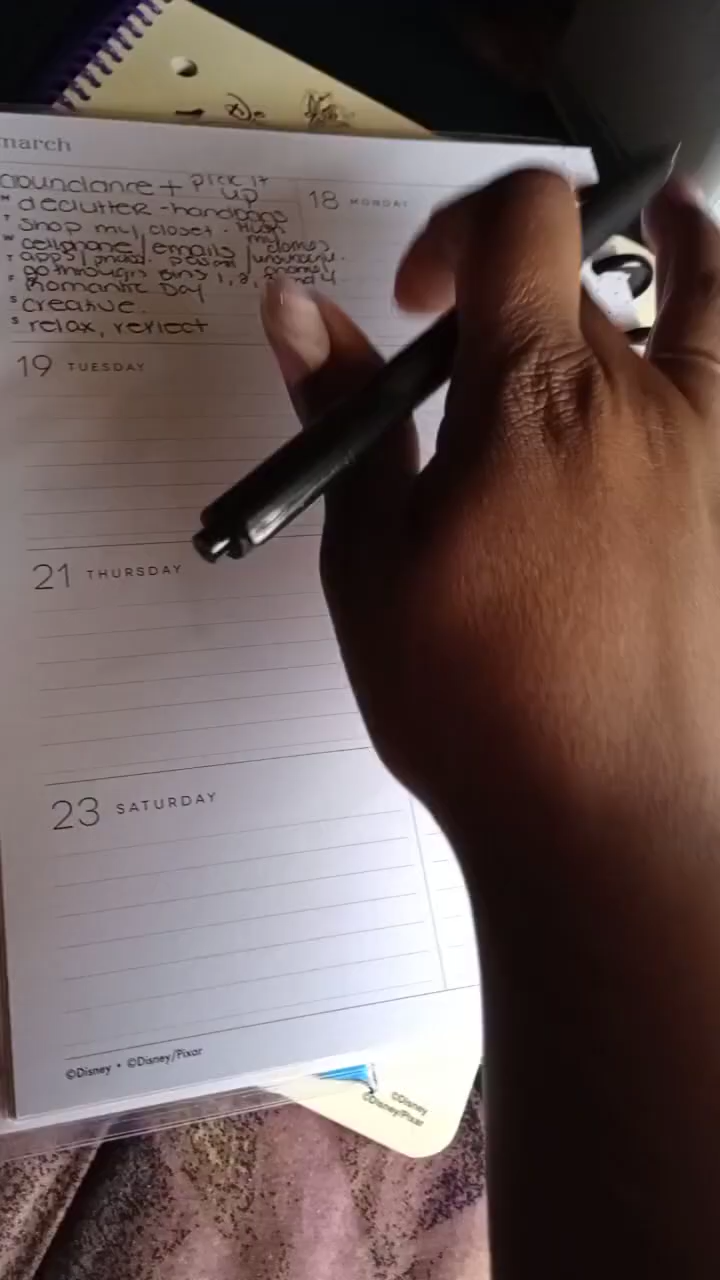 march
abundance + pick it up
M declutter - handbags
T shop my closet.
W cellphone / emails
T apps /
F go through bins 1, 2,
Romantic Day
S creative.
S relax, reflect
18 MONDAY
19 TUESDAY
21 THURSDAY
23 SATURDAY
©Disney • ©Disney/Pixar
©Disney
©Disney/Pixar